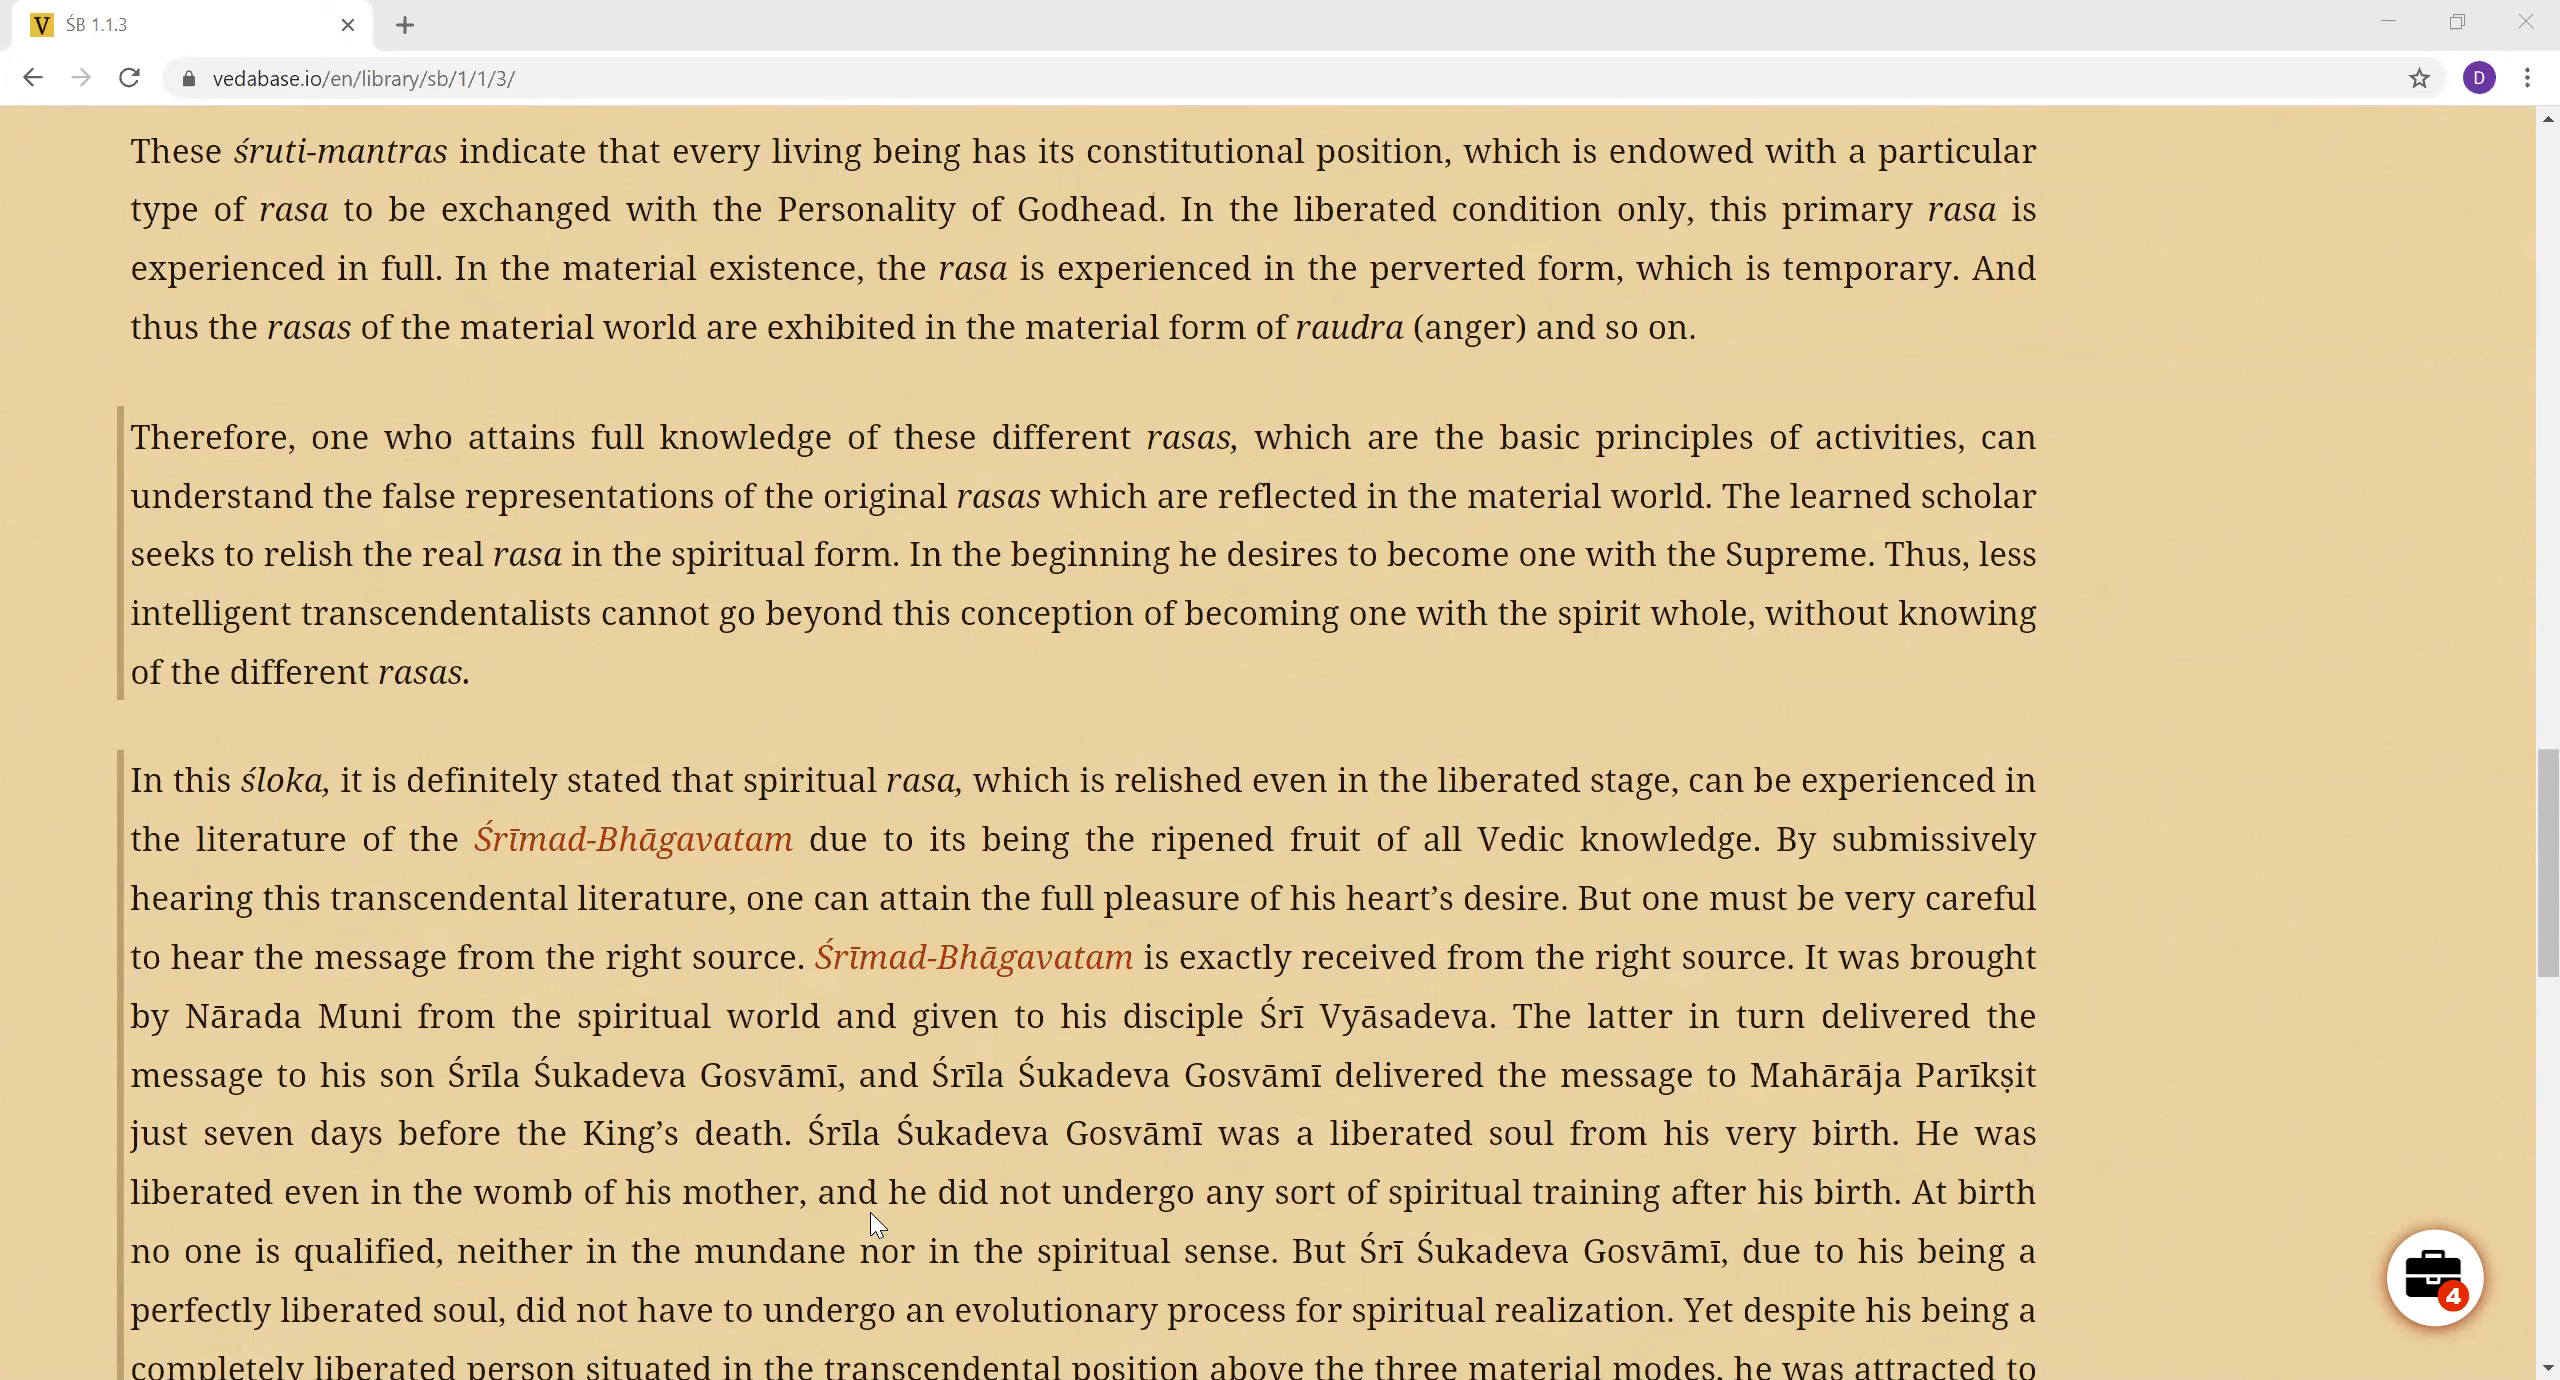 ŚB 1.1.3
vedabase.io/en/library/sb/1/1/3/
D
These śruti-mantras indicate that every living being has its constitutional position, which is endowed with a particular
type of rasa to be exchanged with the Personality of Godhead. In the liberated condition only, this primary rasa is
experienced in full. In the material existence, the rasa is experienced in the perverted form, which is temporary. And
thus the rasas of the material world are exhibited in the material form of raudra (anger) and so on.
Therefore, one who attains full knowledge of these different rasas, which are the basic principles of activities, can
understand the false representations of the original rasas which are reflected in the material world. The learned scholar
seeks to relish the real rasa in the spiritual form. In the beginning he desires to become one with the Supreme. Thus, less
intelligent transcendentalists cannot go beyond this conception of becoming one with the spirit whole, without knowing
of the different rasas.
In this śloka, it is definitely stated that spiritual rasa, which is relished even in the liberated stage, can be experienced in
the literature of the Śrīmad-Bhāgavatam due to its being the ripened fruit of all Vedic knowledge. By submissively
hearing this transcendental literature, one can attain the full pleasure of his heart’s desire. But one must be very careful
to hear the message from the right source. Śrīmad-Bhāgavatam is exactly received from the right source. It was brought
by Nārada Muni from the spiritual world and given to his disciple Śrī Vyāsadeva. The latter in turn delivered the
message to his son Śrīla Śukadeva Gosvāmī, and Śrīla Śukadeva Gosvāmī delivered the message to Mahārāja Parīkṣit
just seven days before the King’s death. Śrīla Śukadeva Gosvāmī was a liberated soul from his very birth. He was
liberated even in the womb of his mother, and he did not undergo any sort of spiritual training after his birth. At birth
no one is qualified, neither in the mundane nor in the spiritual sense. But Śrī Śukadeva Gosvāmī, due to his being a
perfectly liberated soul, did not have to undergo an evolutionary process for spiritual realization. Yet despite his being a
completely liberated person situated in the transcendental position above the three material modes, he was attracted to
4